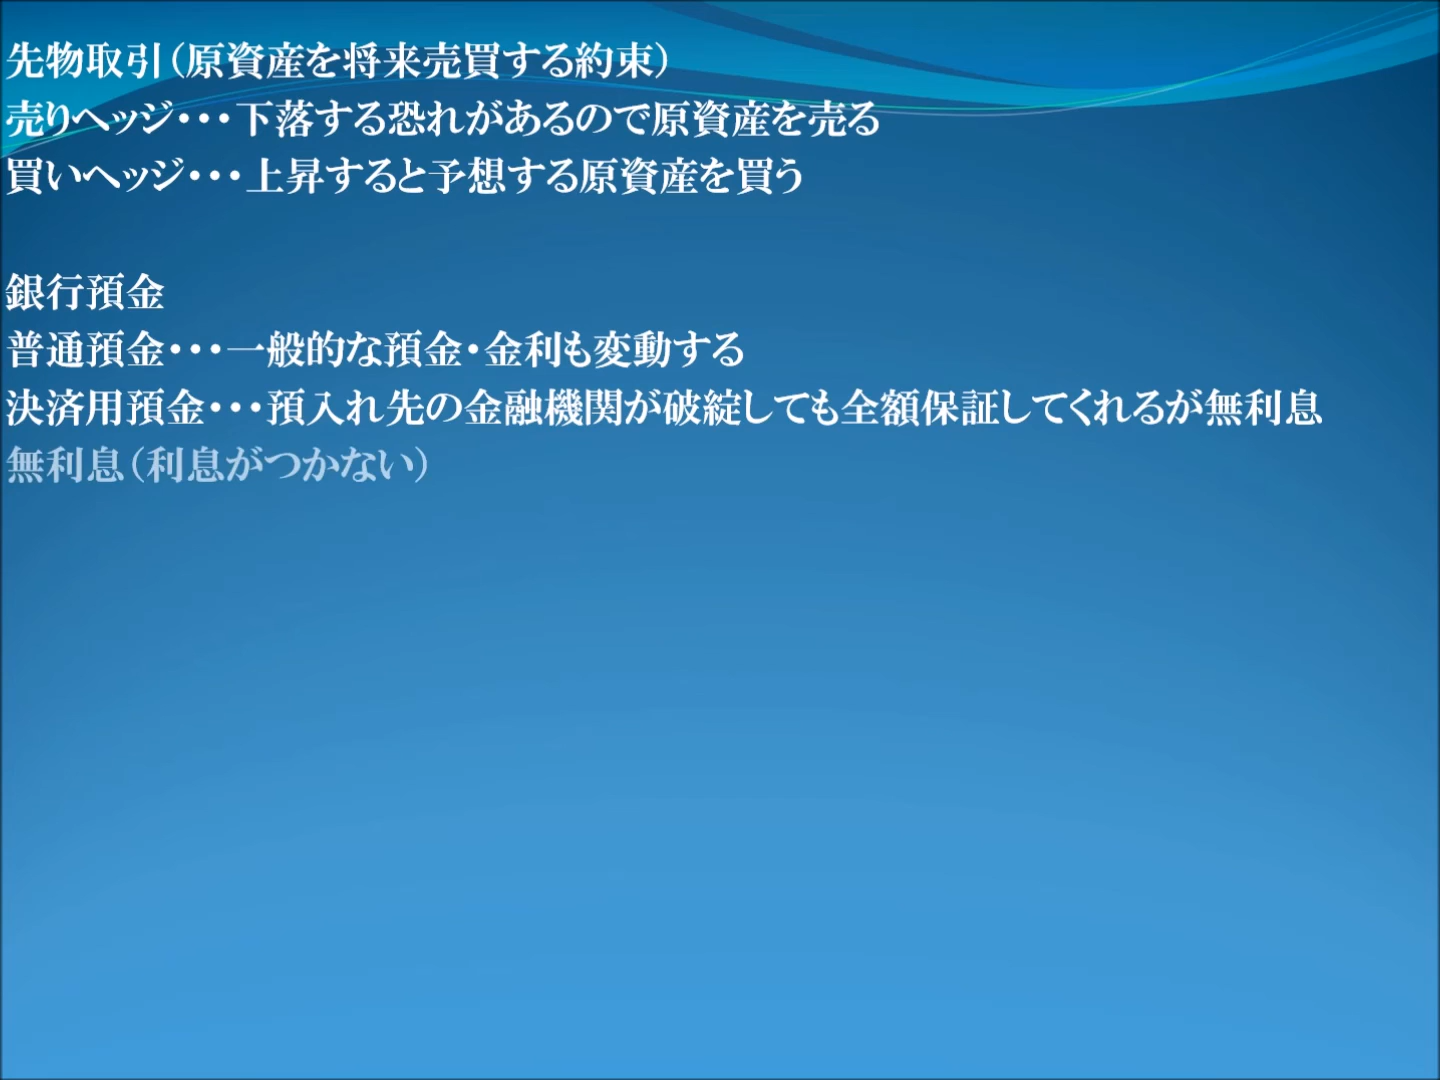 先物取引（原資産を将来売買する約束）
売りヘッジ・・・下落する恐れがあるので原資産を売る
買いヘッジ・・・上昇すると予想する原資産を買う
銀行預金
普通預金・・・一般的な預金・金利も変動する
決済用預金・・・預入れ先の金融機関が破綻しても全額保証してくれるが無利息
無利息（利息がつかない）